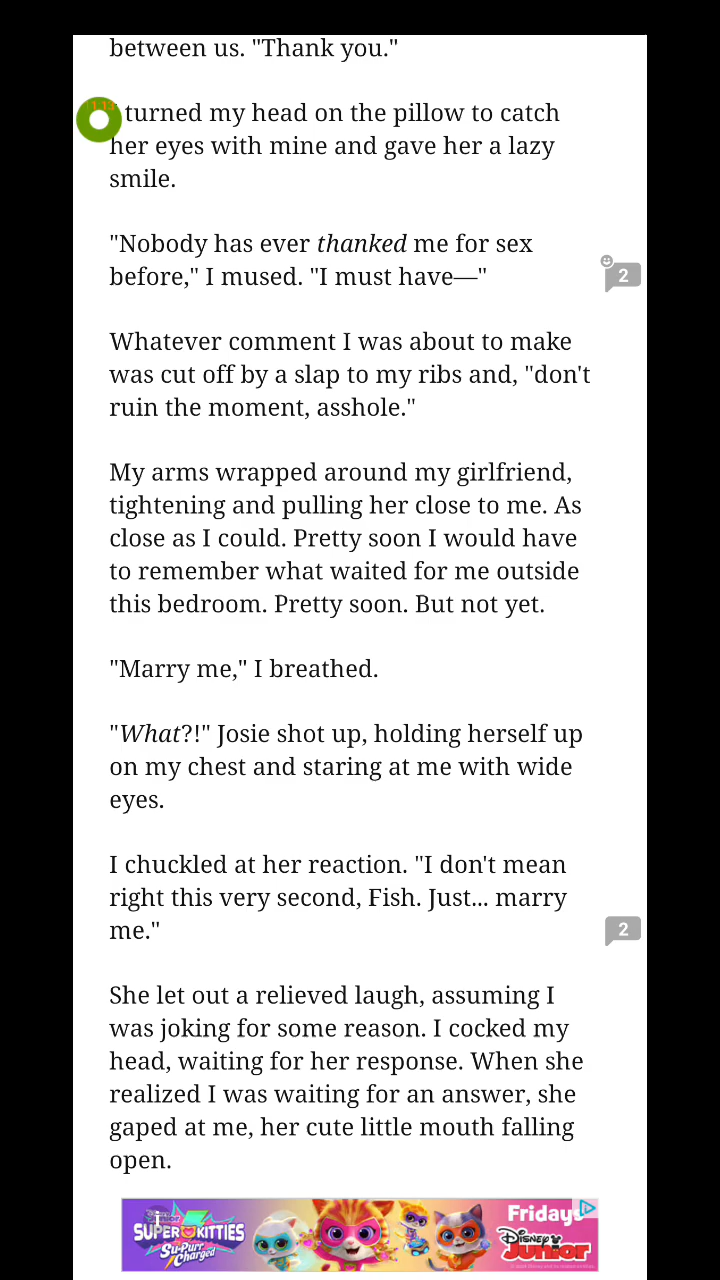 between us. "Thank you."
turned my head on the pillow to catch
her eyes with mine and gave her a lazy
smile.
"Nobody has ever thanked me for sex
before," I mused. "I must have—"
2
Whatever comment I was about to make
was cut off by a slap to my ribs and, "don't
ruin the moment, asshole."
My arms wrapped around my girlfriend,
tightening and pulling her close to me. As
close as I could. Pretty soon I would have
to remember what waited for me outside
this bedroom. Pretty soon. But not yet.
"Marry me," I breathed.
"What?!" Josie shot up, holding herself up
on my chest and staring at me with wide
eyes.
I chuckled at her reaction. "I don't mean
right this very second, Fish. Just... marry
me."
2
She let out a relieved laugh, assuming I
was joking for some reason. I cocked my
head, waiting for her response. When she
realized I was waiting for an answer, she
gaped at me, her cute little mouth falling
open.
SUPER KITTIES
Su-Purr
Charged
Fridays
Disney
Junior